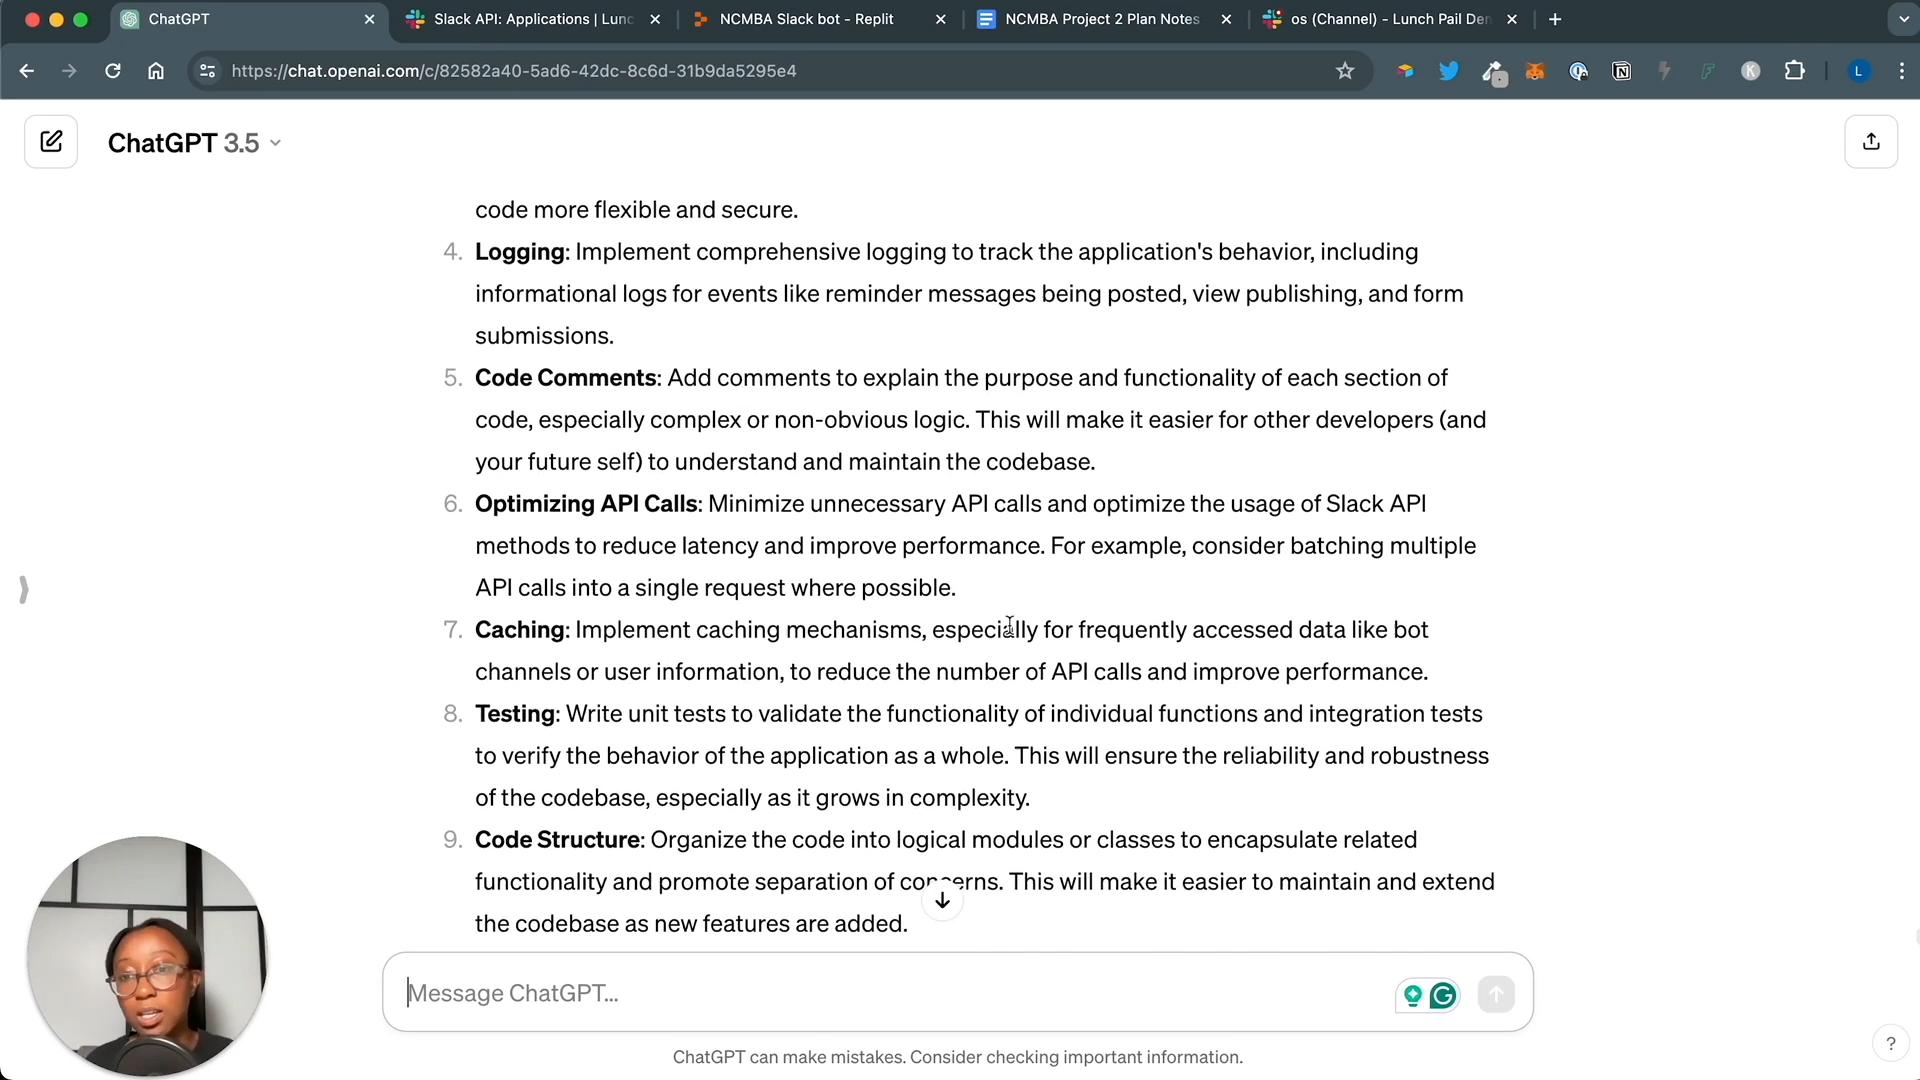 ChatGPT
Slack API: Applications | Lunc
NCMBA Slack bot - Replit
NCMBA Project 2 Plan Notes
os (Channel) - Lunch Pail Den
https://chat.openai.com/c/82582a40-5ad6-42dc-8c6d-31b9da5295e4
K
L
ChatGPT 3.5
code more flexible and secure.
4. Logging: Implement comprehensive logging to track the application's behavior, including
informational logs for events like reminder messages being posted, view publishing, and form
submissions.
5. Code Comments: Add comments to explain the purpose and functionality of each section of
code, especially complex or non-obvious logic. This will make it easier for other developers (and
your future self) to understand and maintain the codebase.
6. Optimizing API Calls: Minimize unnecessary API calls and optimize the usage of Slack API
methods to reduce latency and improve performance. For example, consider batching multiple
API calls into a single request where possible.
7. Caching: Implement caching mechanisms, especially for frequently accessed data like bot
channels or user information, to reduce the number of API calls and improve performance.
8. Testing: Write unit tests to validate the functionality of individual functions and integration tests
to verify the behavior of the application as a whole. This will ensure the reliability and robustness
of the codebase, especially as it grows in complexity.
9. Code Structure: Organize the code into logical modules or classes to encapsulate related
functionality and promote separation of concerns. This will make it easier to maintain and extend
the codebase as new features are added.
Message ChatGPT...
ChatGPT can make mistakes. Consider checking important information.
?